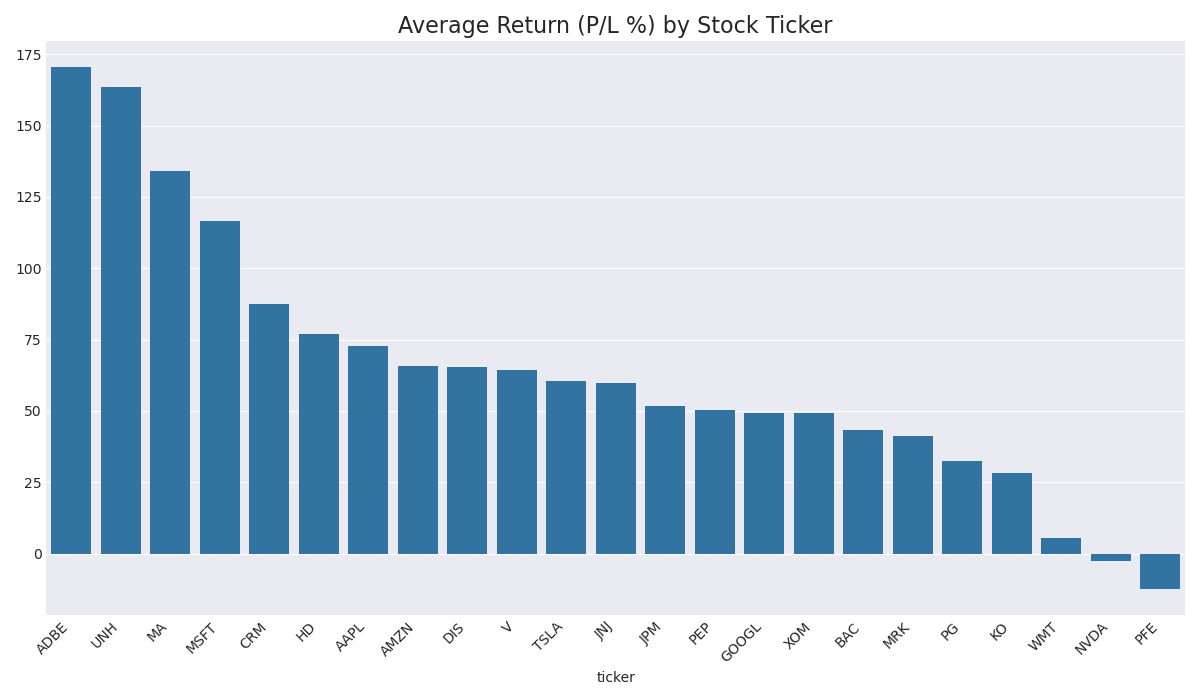 Average Return (P/L %) by Stock Ticker
175
150
125
100
75
50
25
0
ADBE
UNH
MA
MSFT
CRM
HD
AAPL
AMZN
DIS
V
TSLA
JNJ
JPM
PEP
GOOGL
XOM
BAC
MRK
PG
KO
WMT
NVDA
PFE
ticker